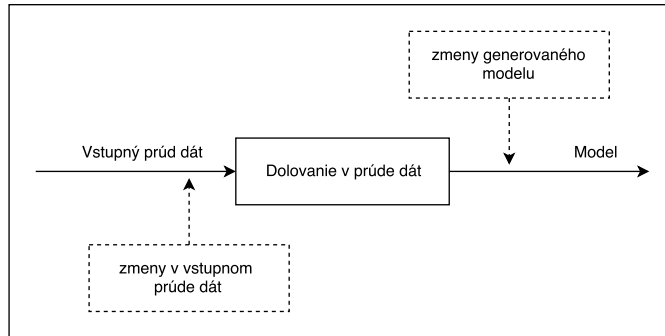 zmeny generovaného
modelu
Vstupný prúd dát
Dolovanie v prúde dát
Model
zmeny v vstupnom
prúde dát